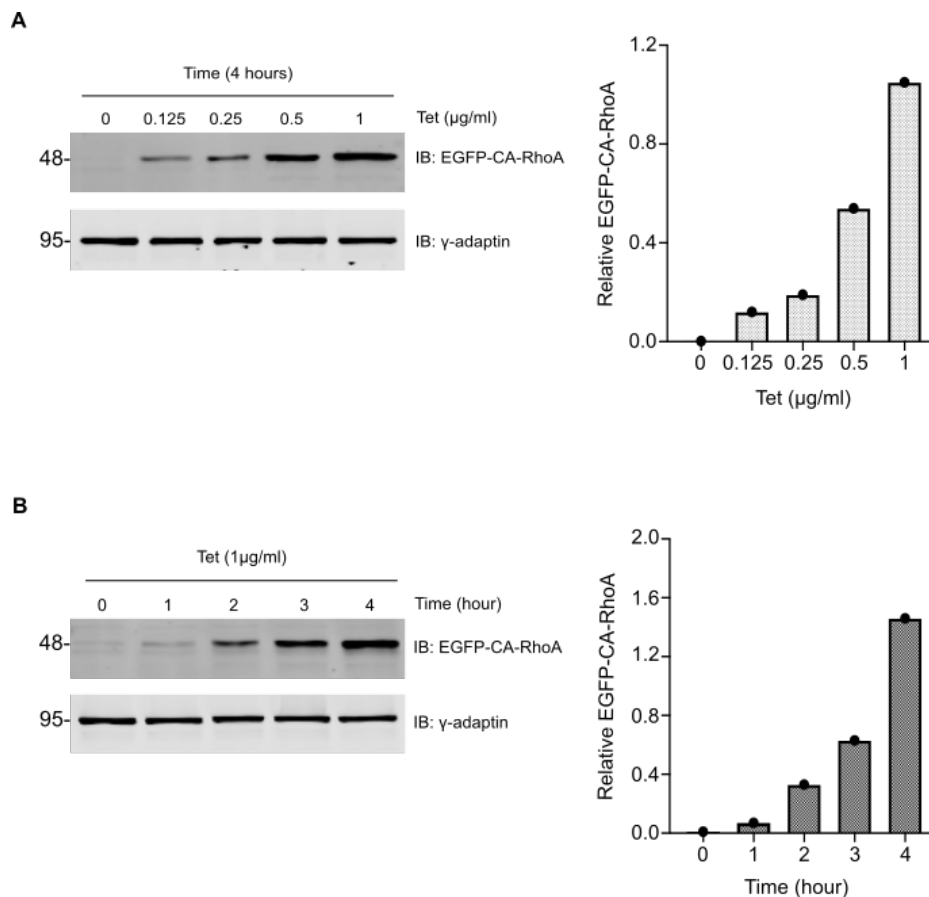 A
Time (4 hours)
0 0.125 0.25 0.5 1 Tet (µg/ml)
48- IB: EGFP-CA-RhoA
95- IB: γ-adaptin
Relative EGFP-CA-RhoA
1.2
0.8
0.4
0.0
0 0.125 0.25 0.5 1
Tet (µg/ml)
B
Tet (1µg/ml)
0 1 2 3 4 Time (hour)
48- IB: EGFP-CA-RhoA
95- IB: γ-adaptin
Relative EGFP-CA-RhoA
2.0
1.6
1.2
0.8
0.4
0.0
0 1 2 3 4
Time (hour)